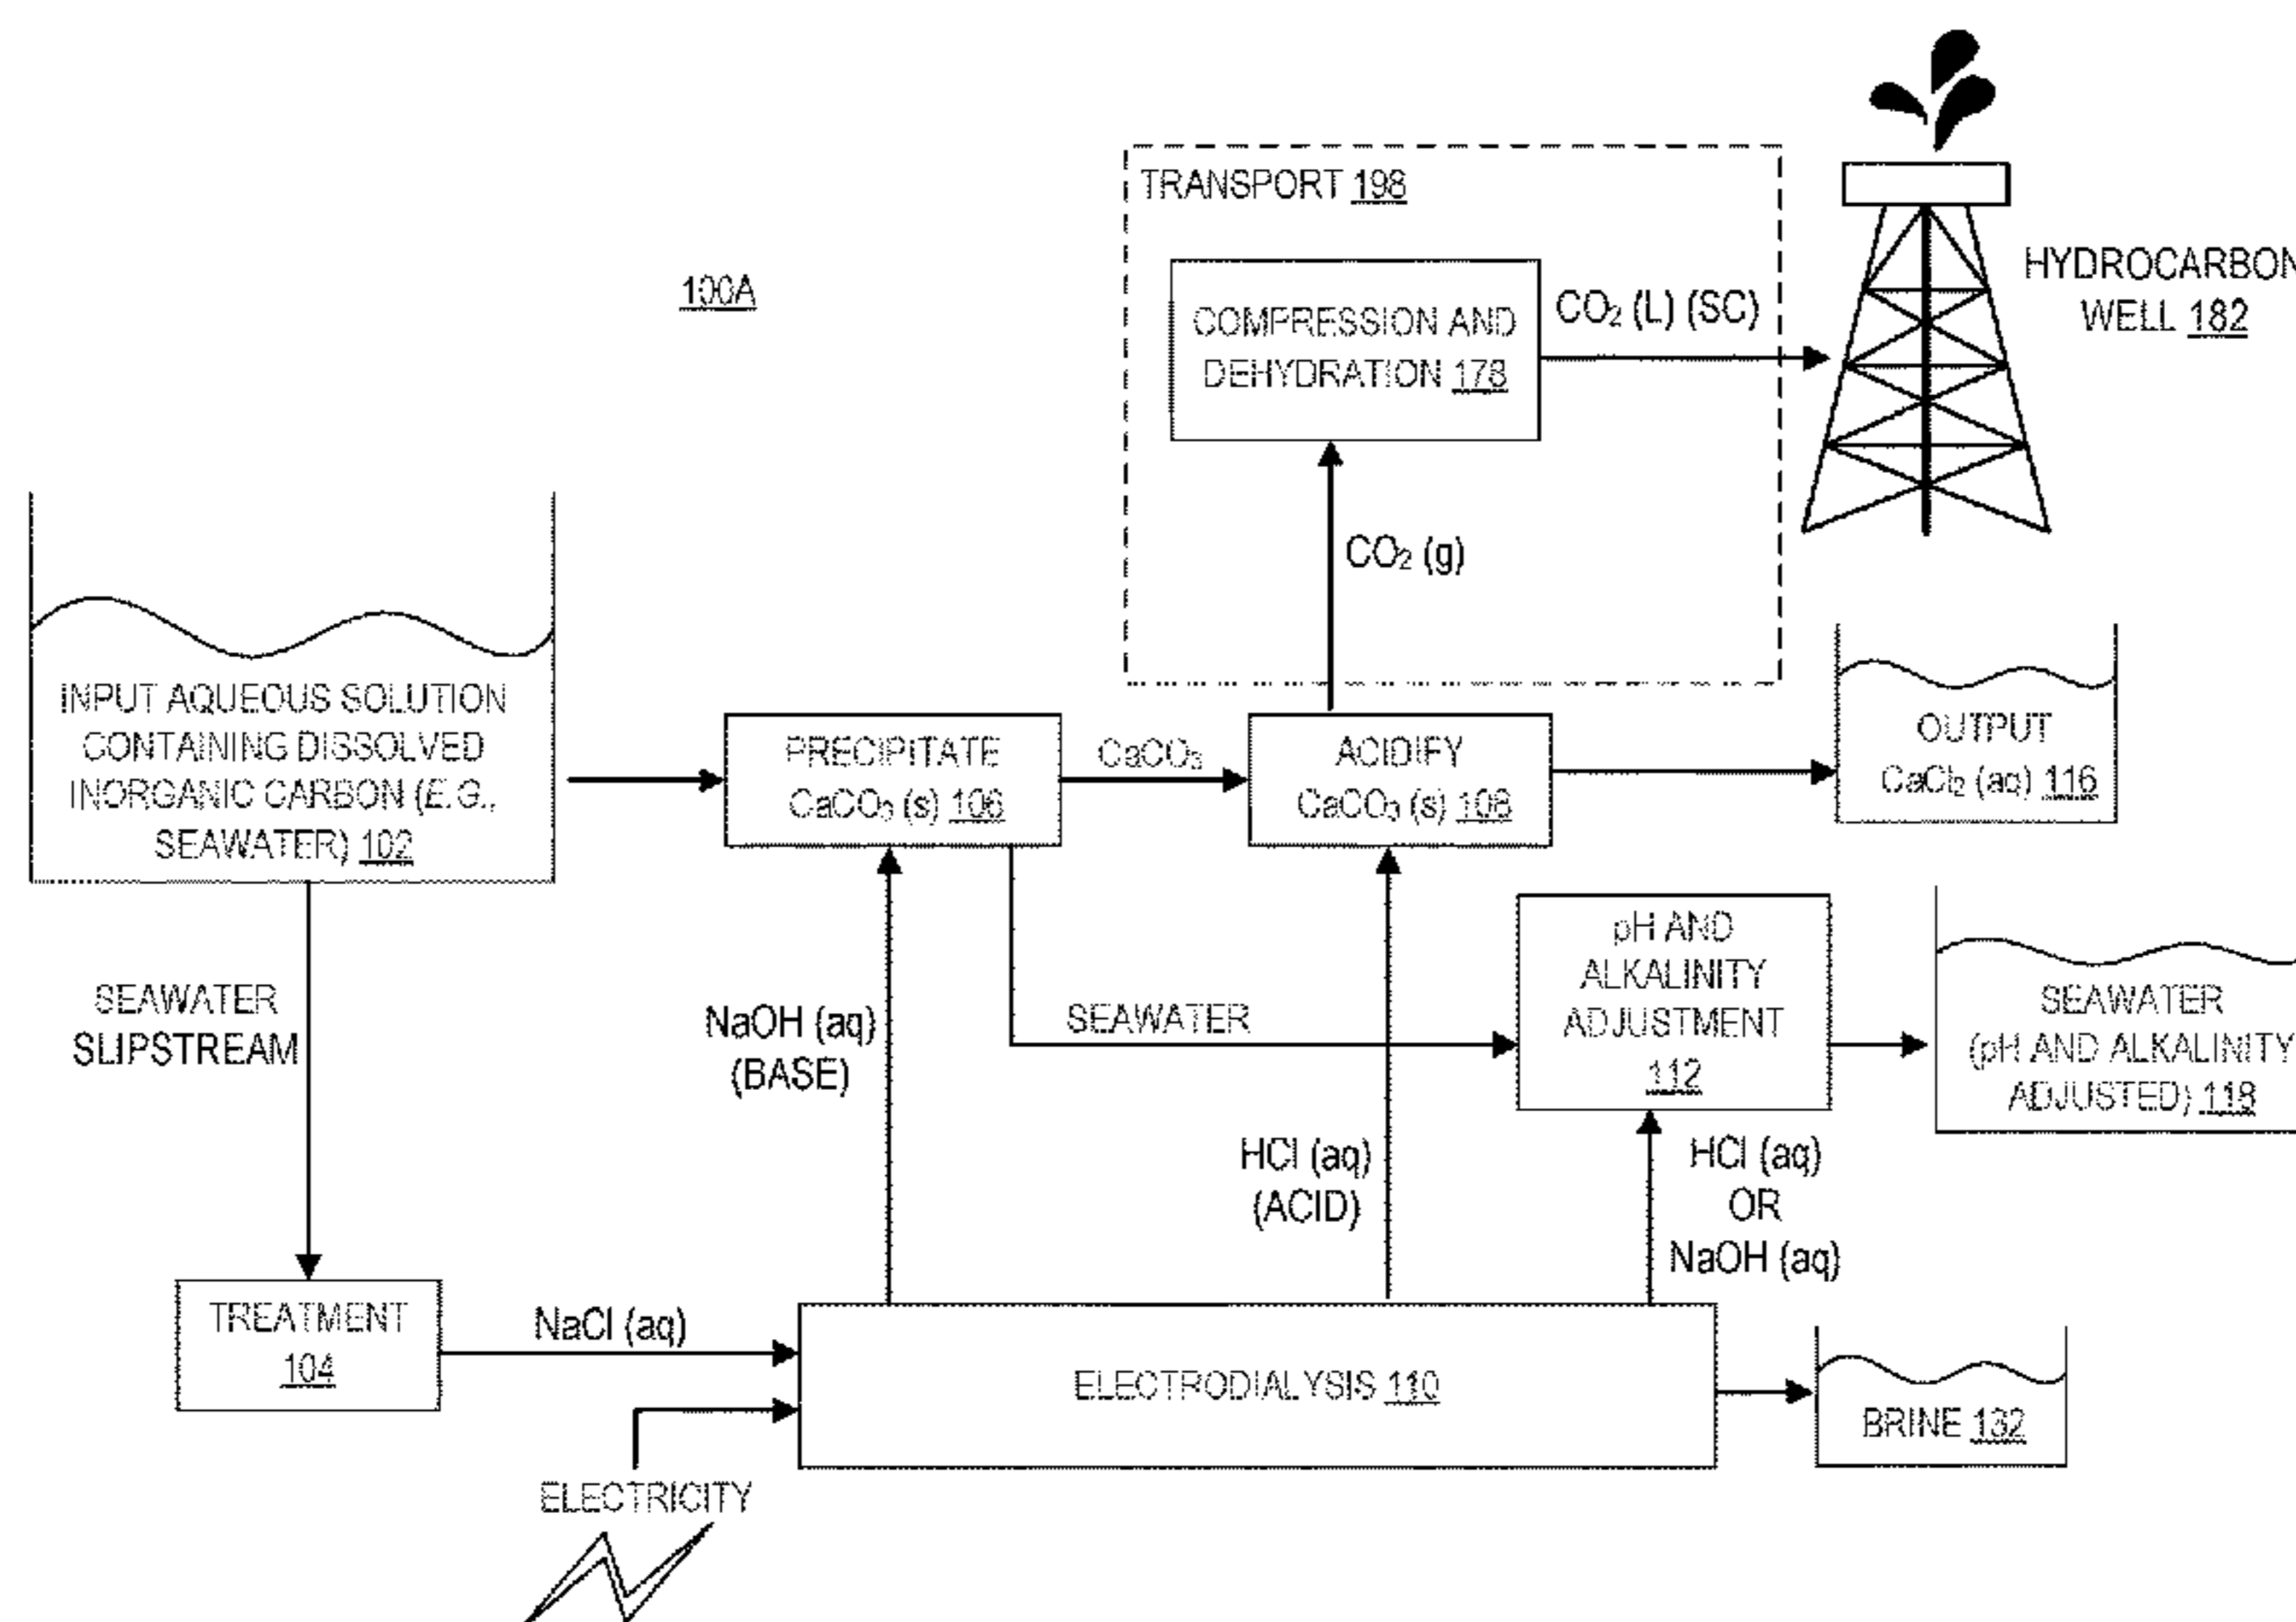 100A
TRANSPORT 198
COMPRESSION AND
DEHYDRATION 178
CO₂ (L) (SC)
HYDROCARBON
WELL 182
CO₂ (g)
INPUT AQUEOUS SOLUTION
CONTAINING DISSOLVED
INORGANIC CARBON (E.G.,
SEAWATER) 102
PRECIPITATE
CaCO₃ (s) 106
CaCO₃
ACIDIFY
CaCO₃ (s) 108
OUTPUT
CaCl₂ (aq) 116
SEAWATER
SLIPSTREAM
NaOH (aq)
(BASE)
SEAWATER
pH AND
ALKALINITY
ADJUSTMENT
112
SEAWATER
(pH AND ALKALINITY
ADJUSTED) 118
HCl (aq)
(ACID)
HCl (aq)
OR
NaOH (aq)
TREATMENT
104
NaCl (aq)
ELECTRODIALYSIS 110
BRINE 132
ELECTRICITY